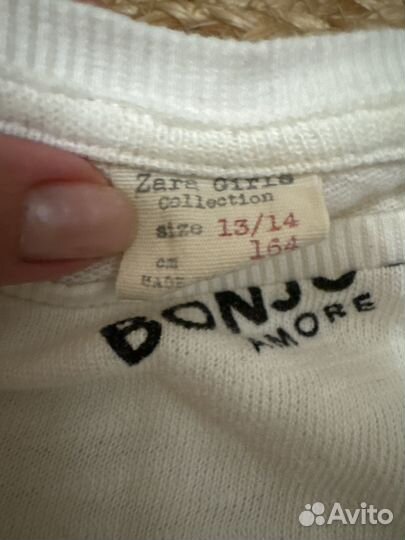 Zara Girls
Collection
size 13/14
cm 164
MADE
BONJO
AMORE
Avito